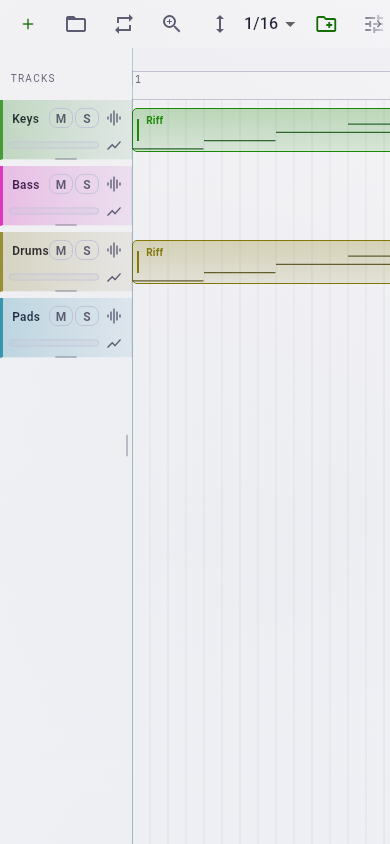 1/16
TRACKS
1
Keys M S
Riff
Bass M S
Drums M S
Riff
Pads M S